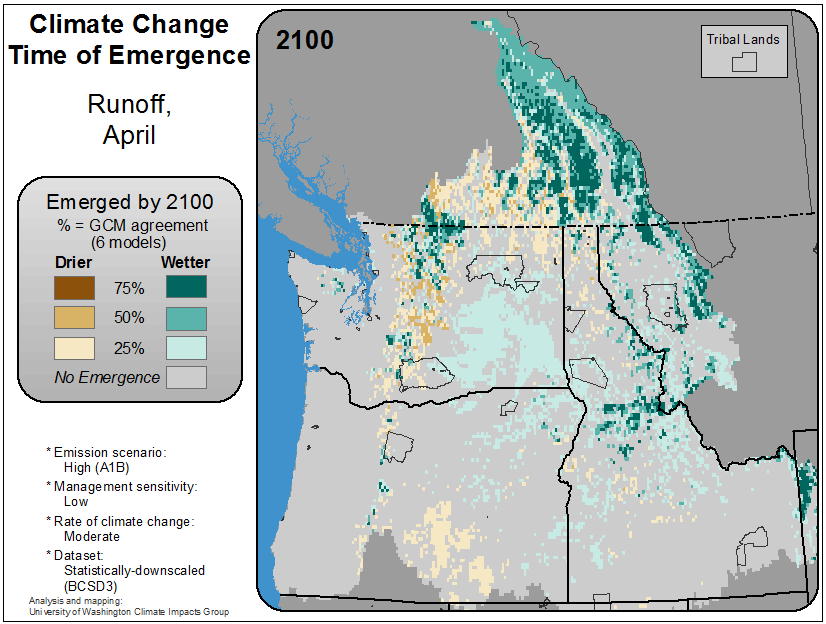 Climate Change
Time of Emergence
Runoff,
April
Emerged by 2100
% = GCM agreement
(6 models)
Drier Wetter
75%
50%
25%
No Emergence
* Emission scenario:
High (A1B)
* Management sensitivity:
Low
* Rate of climate change:
Moderate
* Dataset:
Statistically-downscaled
(BCSD3)
Analysis and mapping:
University of Washington Climate Impacts Group
2100
Tribal Lands